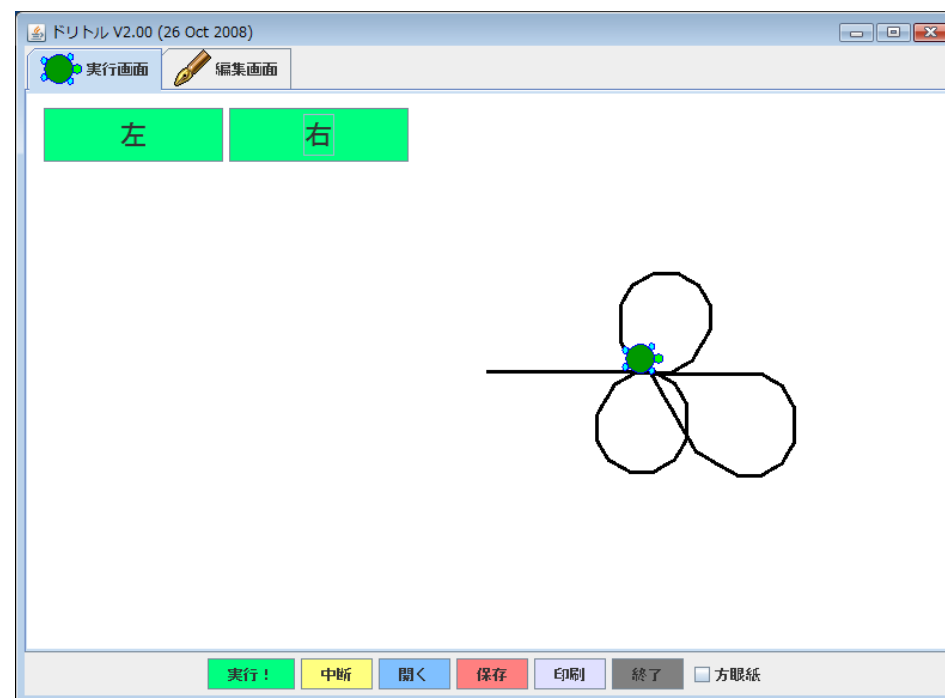 ドリトル V2.00 (26 Oct 2008)
実行画面 編集画面
左 右
実行！ 中断 開く 保存 印刷 終了 方眼紙